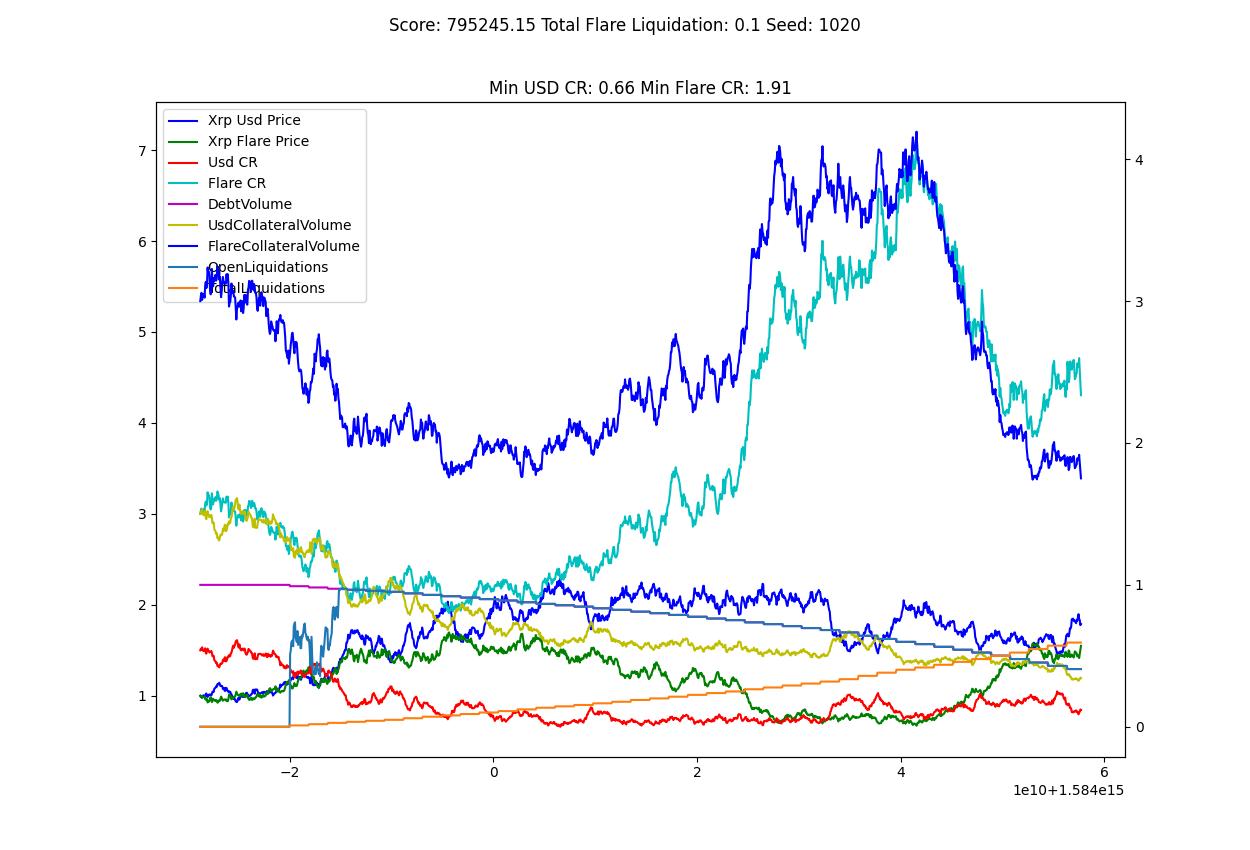 Score: 795245.15 Total Flare Liquidation: 0.1 Seed: 1020
Min USD CR: 0.66 Min Flare CR: 1.91
Xrp Usd Price
Xrp Flare Price
Usd CR
Flare CR
DebtVolume
UsdCollateralVolume
FlareCollateralVolume
OpenLiquidations
TotalLiquidations
7
6
5
4
3
2
1
4
3
2
1
0
−2
0
2
4
6
1e10+1.584e15